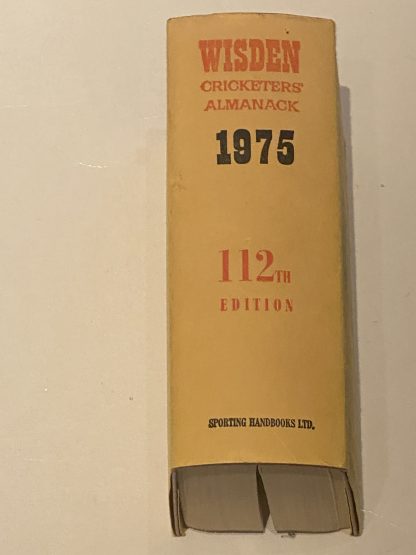 WISDEN
CRICKETERS'
ALMANACK
1975
112TH
EDITION
SPORTING HANDBOOKS LTD.